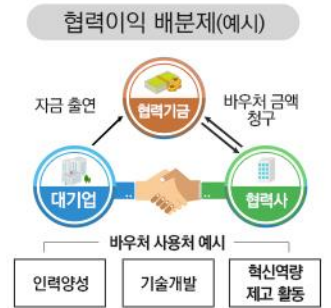 협력이익 배분제(예시)
자금 출연
협력기금
바우처 금액
청구
대기업
협력사
바우처 사용처 예시
인력양성
기술개발
혁신역량
제고 활동